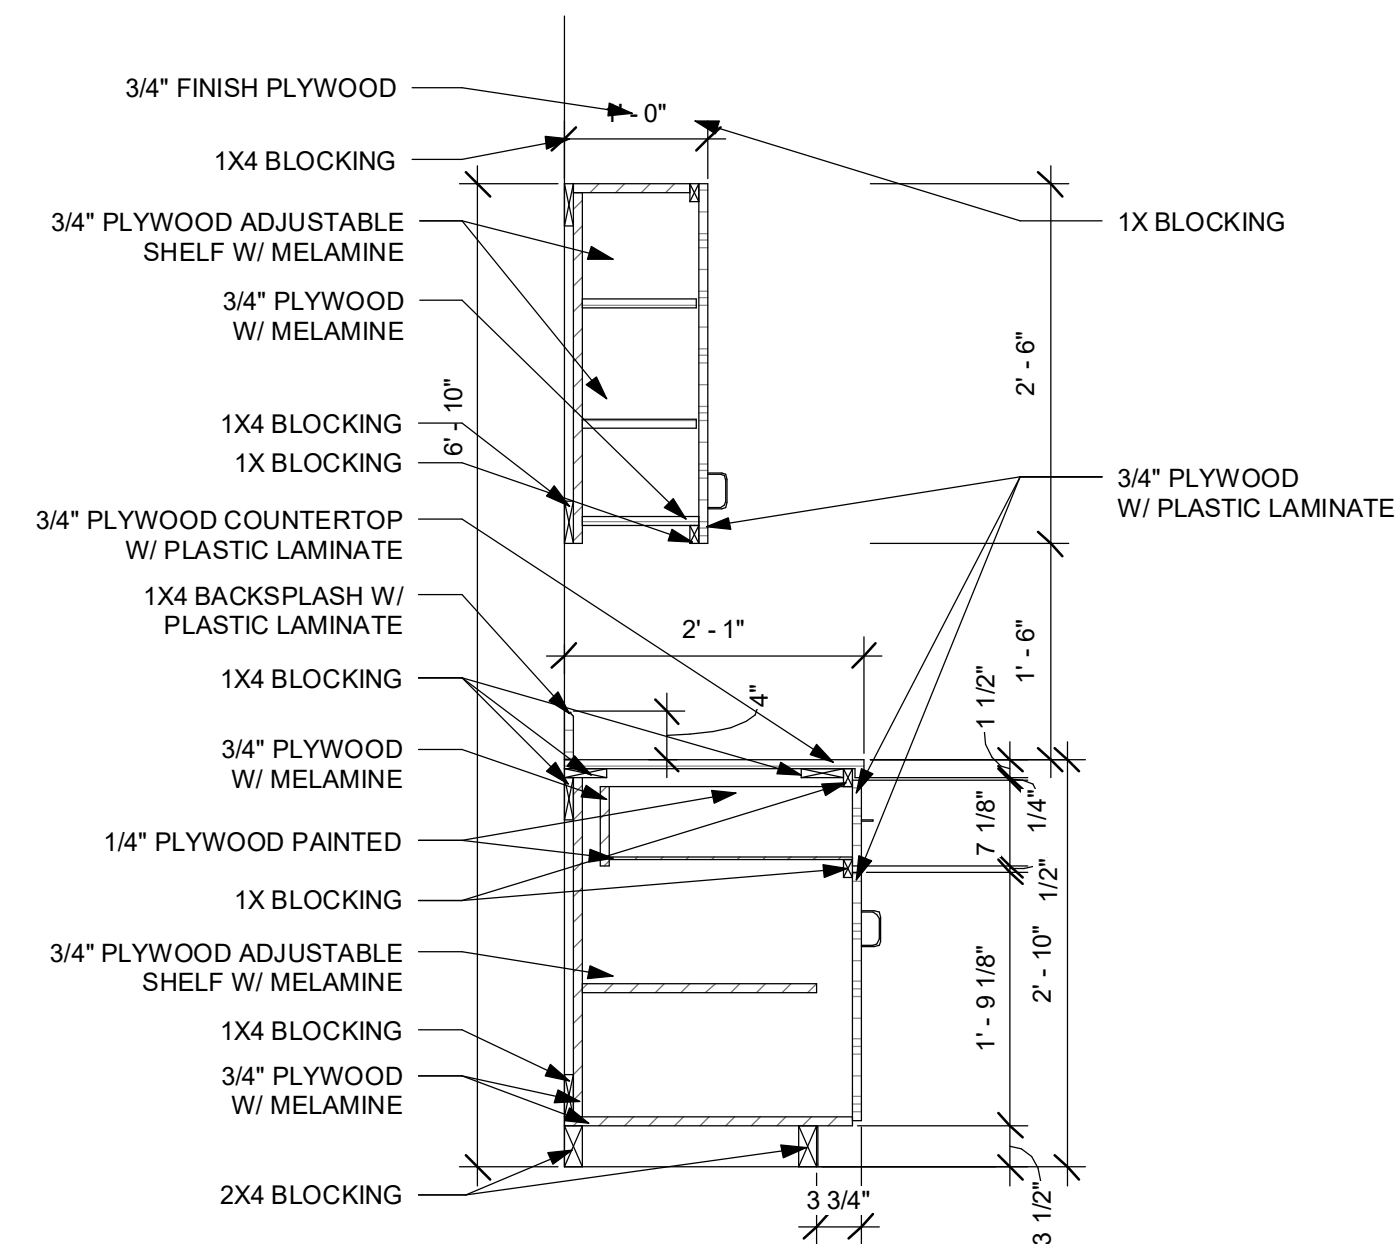 3/4" FINISH PLYWOOD
1' - 0"
1X4 BLOCKING
3/4" PLYWOOD ADJUSTABLE
SHELF W/ MELAMINE
1X BLOCKING
3/4" PLYWOOD
W/ MELAMINE
2' - 6"
6' - 10"
1X4 BLOCKING
1X BLOCKING
3/4" PLYWOOD
W/ PLASTIC LAMINATE
3/4" PLYWOOD COUNTERTOP
W/ PLASTIC LAMINATE
1X4 BACKSPLASH W/
PLASTIC LAMINATE
2' - 1"
1' - 6"
1X4 BLOCKING
4"
1 1/2"
3/4" PLYWOOD
W/ MELAMINE
1/4"
7 1/8"
1/4" PLYWOOD PAINTED
1/2"
1X BLOCKING
3/4" PLYWOOD ADJUSTABLE
SHELF W/ MELAMINE
2' - 10"
1' - 9 1/8"
1X4 BLOCKING
3/4" PLYWOOD
W/ MELAMINE
2X4 BLOCKING
3 3/4"
3 1/2"